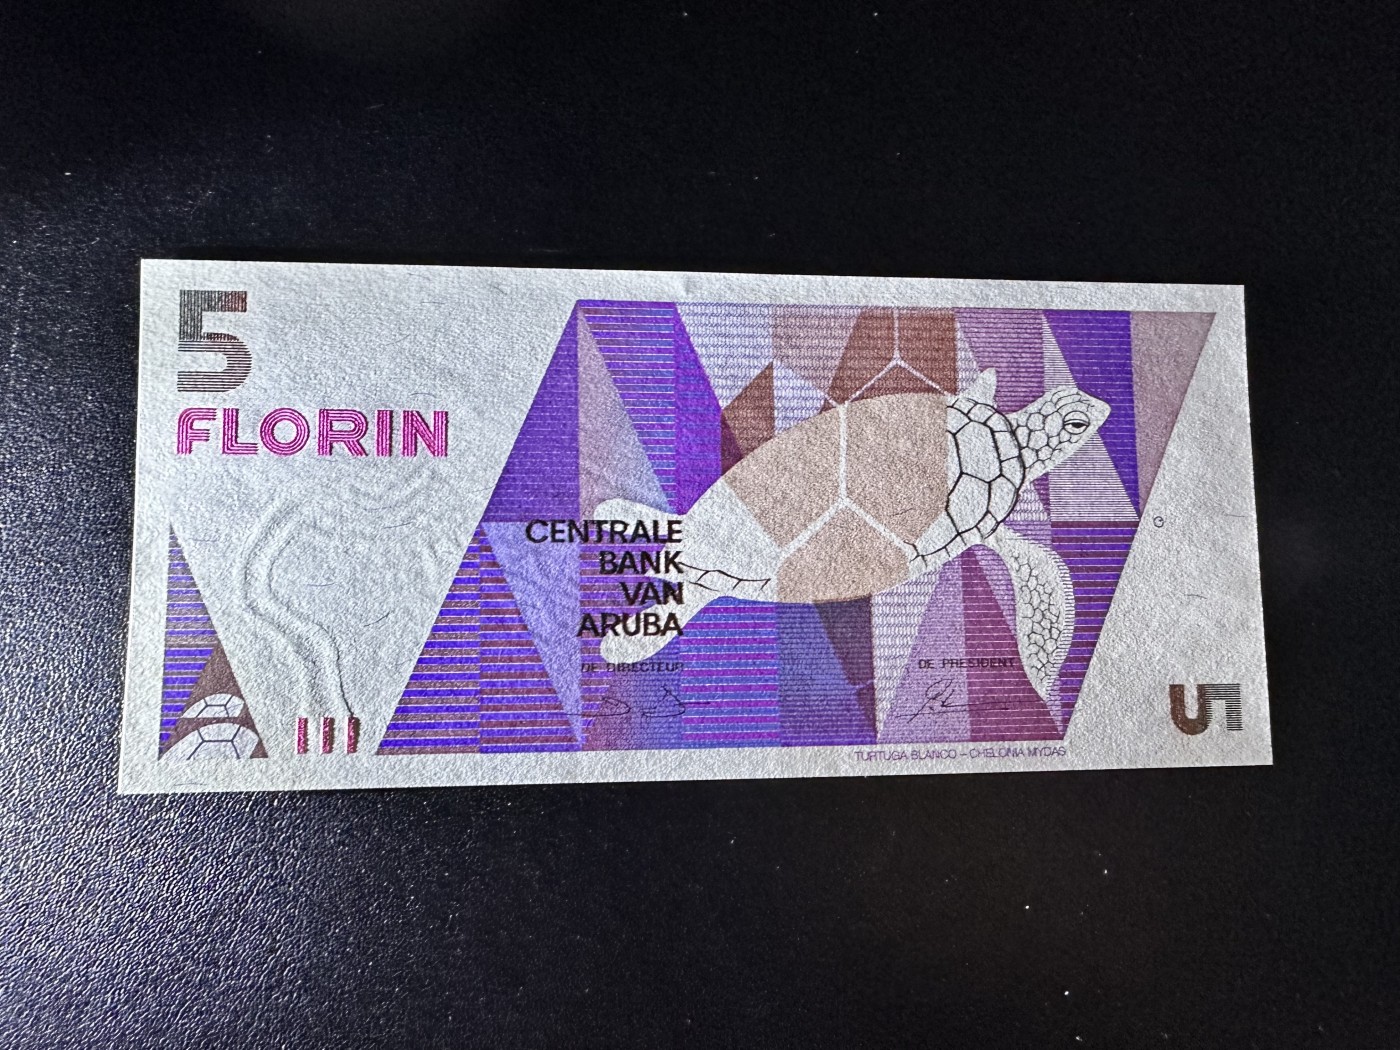 5
FLORIN
CENTRALE
BANK
VAN
ARUBA
DE DIRECTEUR
DE PRESIDENT
TURTUGA BLANCO – CHELONIA MYDAS
5